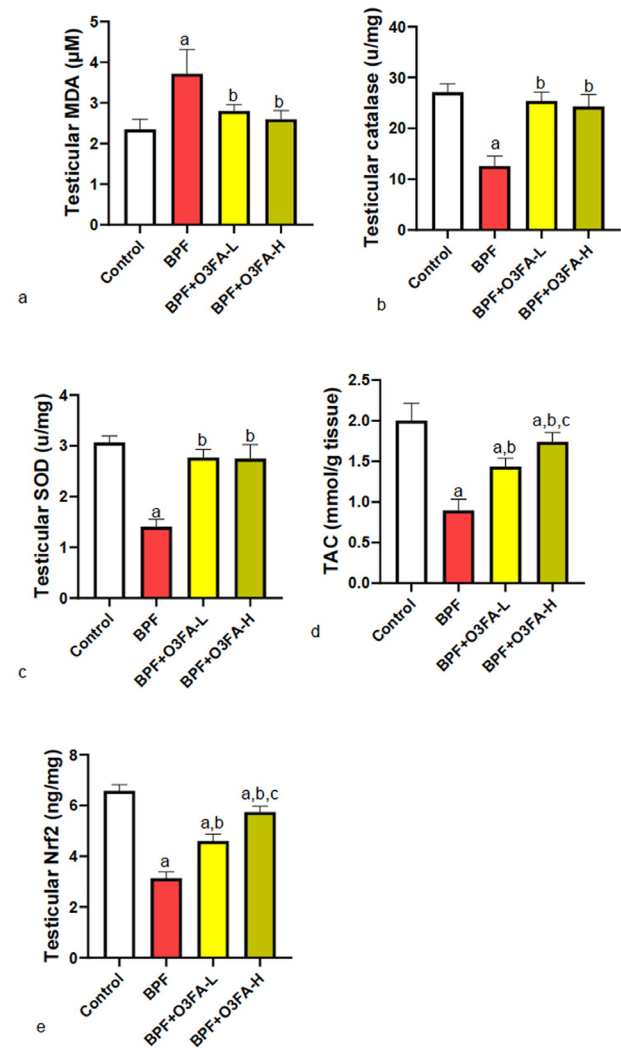 Testicular MDA (μM)
5
4
3
2
1
0
a
b
b
Control
BPF
BPF+O3FA-L
BPF+O3FA-H
a
Testicular catalase (u/mg)
40
30
20
10
0
a
b
b
Control
BPF
BPF+O3FA-L
BPF+O3FA-H
b
Testicular SOD (u/mg)
4
3
2
1
0
a
b
b
Control
BPF
BPF+O3FA-L
BPF+O3FA-H
c
TAC (mmol/g tissue)
2.5
2.0
1.5
1.0
0.5
0.0
a
a,b
a,b,c
Control
BPF
BPF+O3FA-L
BPF+O3FA-H
d
Testicular Nrf2 (ng/mg)
8
6
4
2
0
a
a,b
a,b,c
Control
BPF
BPF+O3FA-L
BPF+O3FA-H
e